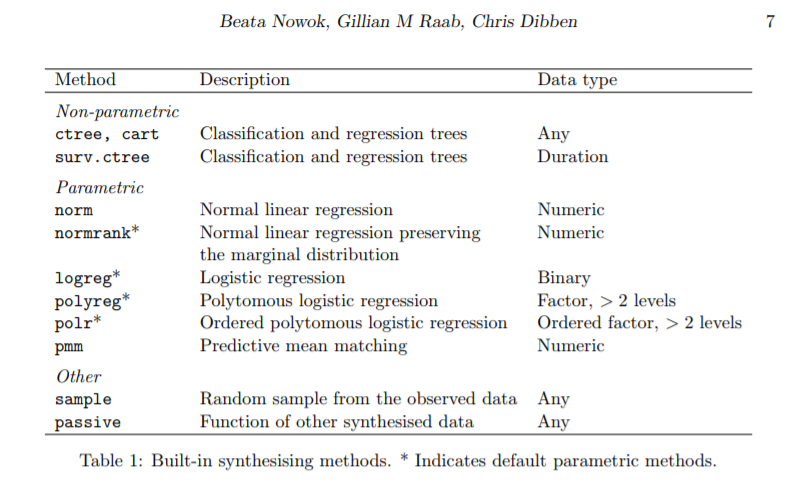 Beata Nowok, Gillian M Raab, Chris Dibben 7
Method Description Data type
Non-parametric
ctree, cart Classification and regression trees Any
surv.ctree Classification and regression trees Duration
Parametric
norm Normal linear regression Numeric
normrank* Normal linear regression preserving Numeric
the marginal distribution
logreg* Logistic regression Binary
polyreg* Polytomous logistic regression Factor, > 2 levels
polr* Ordered polytomous logistic regression Ordered factor, > 2 levels
pmm Predictive mean matching Numeric
Other
sample Random sample from the observed data Any
passive Function of other synthesised data Any
Table 1: Built-in synthesising methods. * Indicates default parametric methods.